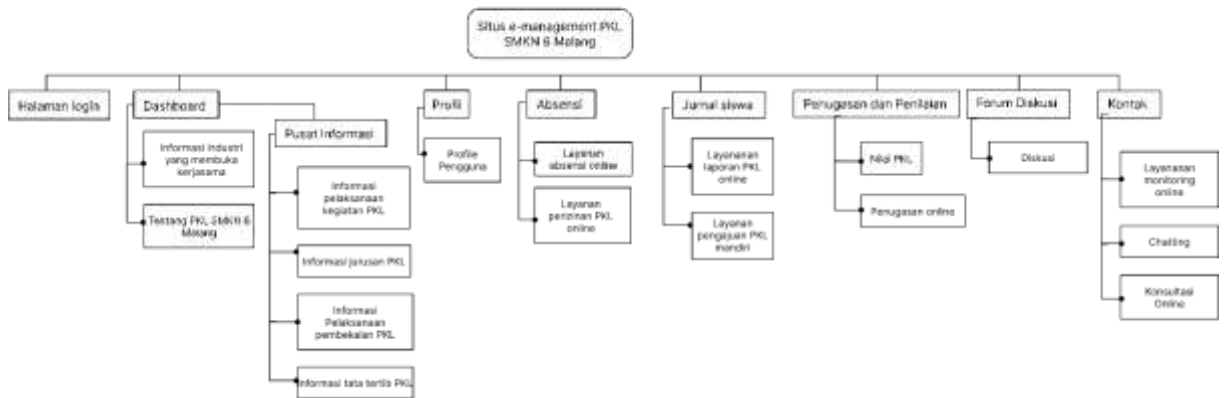 Situs e-management PKL
SMKN 6 Malang
Halaman login
Dashboard
Informasi industri
yang membuka
kerjasama
Tentang PKL SMKN 6
Malang
Pusat Informasi
Informasi
pelaksanaan
kegiatan PKL
Informasi jurusan PKL
Informasi
Pelaksanaan
pembekalan PKL
Informasi tata tertib PKL
Profil
Profile
Pengguna
Absensi
Layanan
absensi online
Layanan
perizinan PKL
online
Jurnal siswa
Layananan
laporan PKL
online
Layanan
pengajuan PKL
mandiri
Penugasan dan Penilaian
Nilai PKL
Penugasan online
Forum Diskusi
Diskusi
Kontak
Layananan
monitoring
online
Chatting
Konsultasi
Online